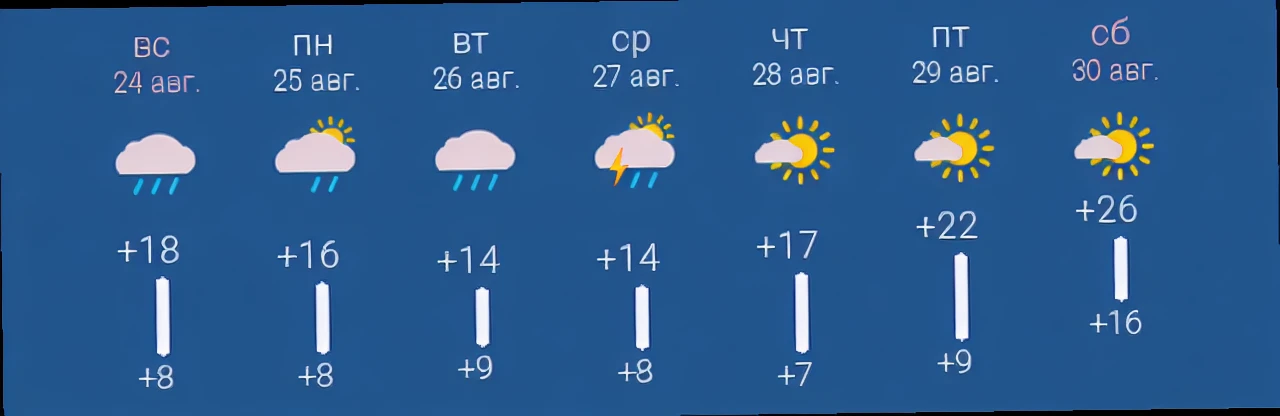 вс пн вт ср чт пт сб
24 авг. 25 авг. 26 авг. 27 авг. 28 авг. 29 авг. 30 авг.
+18 +16 +14 +14 +17 +22 +26
+8 +8 +9 +8 +7 +9 +16